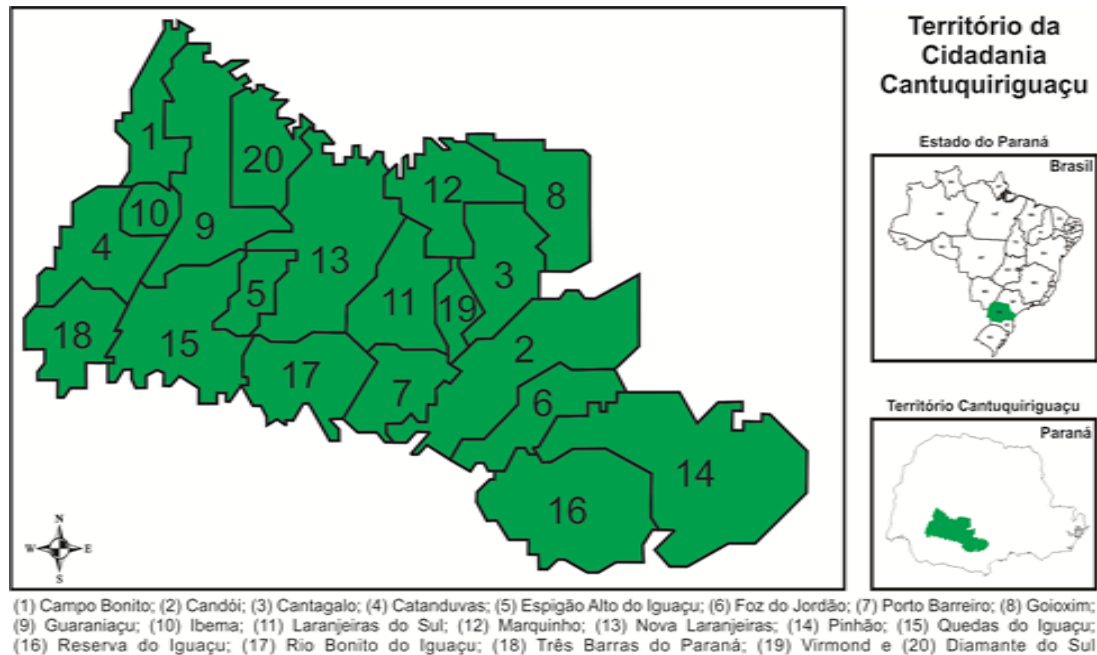 Território da
Cidadania
Cantuquiriguaçu
Estado do Paraná
Brasil
Território Cantuquiriguaçu
Paraná
1
20
12
8
10
9
4
13
3
5
11
19
18
15
2
17
7
6
14
16
N
W
E
S
(1) Campo Bonito; (2) Candói; (3) Cantagalo; (4) Catanduvas; (5) Espigão Alto do Iguaçu; (6) Foz do Jordão; (7) Porto Barreiro; (8) Goioxim;
(9) Guaraniaçu; (10) Ibema; (11) Laranjeiras do Sul; (12) Marquinho; (13) Nova Laranjeiras; (14) Pinhão; (15) Quedas do Iguaçu;
(16) Reserva do Iguaçu; (17) Rio Bonito do Iguaçu; (18) Três Barras do Paraná; (19) Virmond e (20) Diamante do Sul